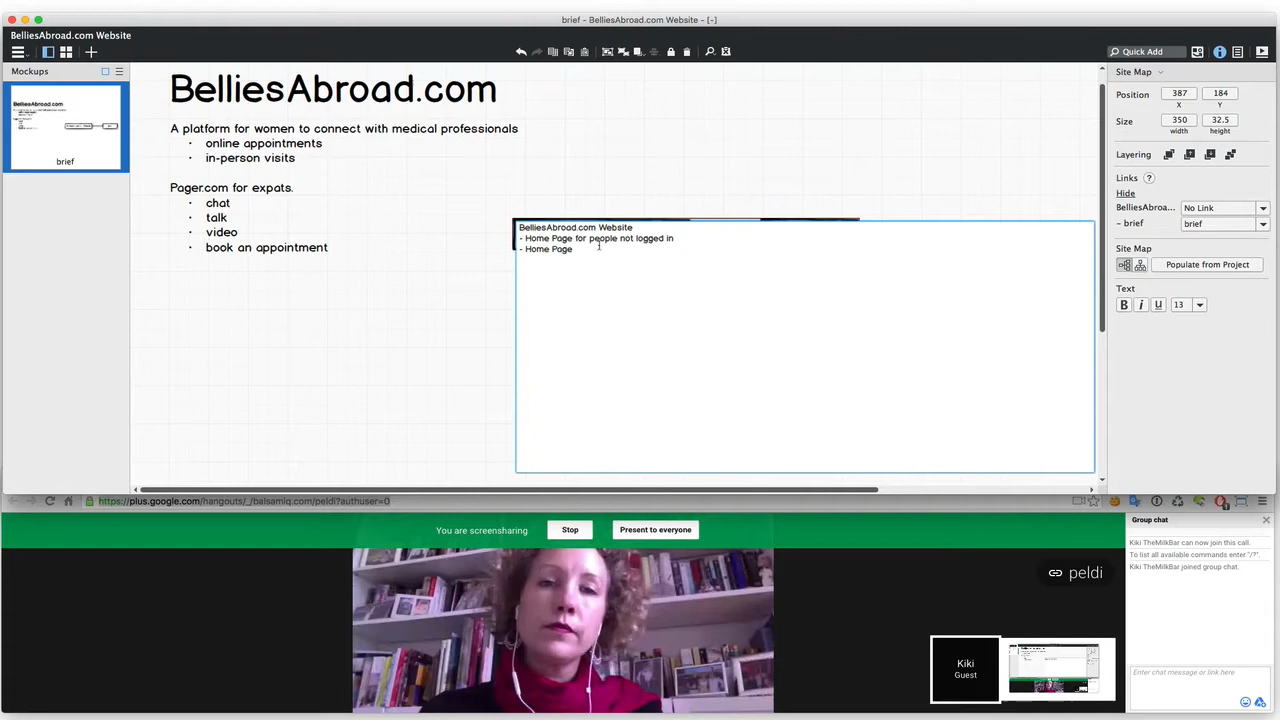 brief - BelliesAbroad.com Website - [-]
BelliesAbroad.com Website
Quick Add
Mockups
brief
BelliesAbroad.com
A platform for women to connect with medical professionals
· online appointments
· in-person visits
Pager.com for expats.
· chat
· talk
· video
· book an appointment
BelliesAbroad.com Website
- Home Page for people not logged in
- Home Page
Site Map
Position
387
184
X
Y
Size
350
32.5
width
height
Layering
Links ?
Hide
BelliesAbroa...
No Link
- brief
brief
Site Map
Populate from Project
Text
B i U 13
https://plus.google.com/hangouts/_/balsamiq.com/peldi?authuser=0
You are screensharing
Stop
Present to everyone
peldi
Kiki
Guest
Group chat
Kiki TheMilkBar can now join this call.
To list all available commands enter "/?".
Kiki TheMilkBar joined group chat.
Enter chat message or link here